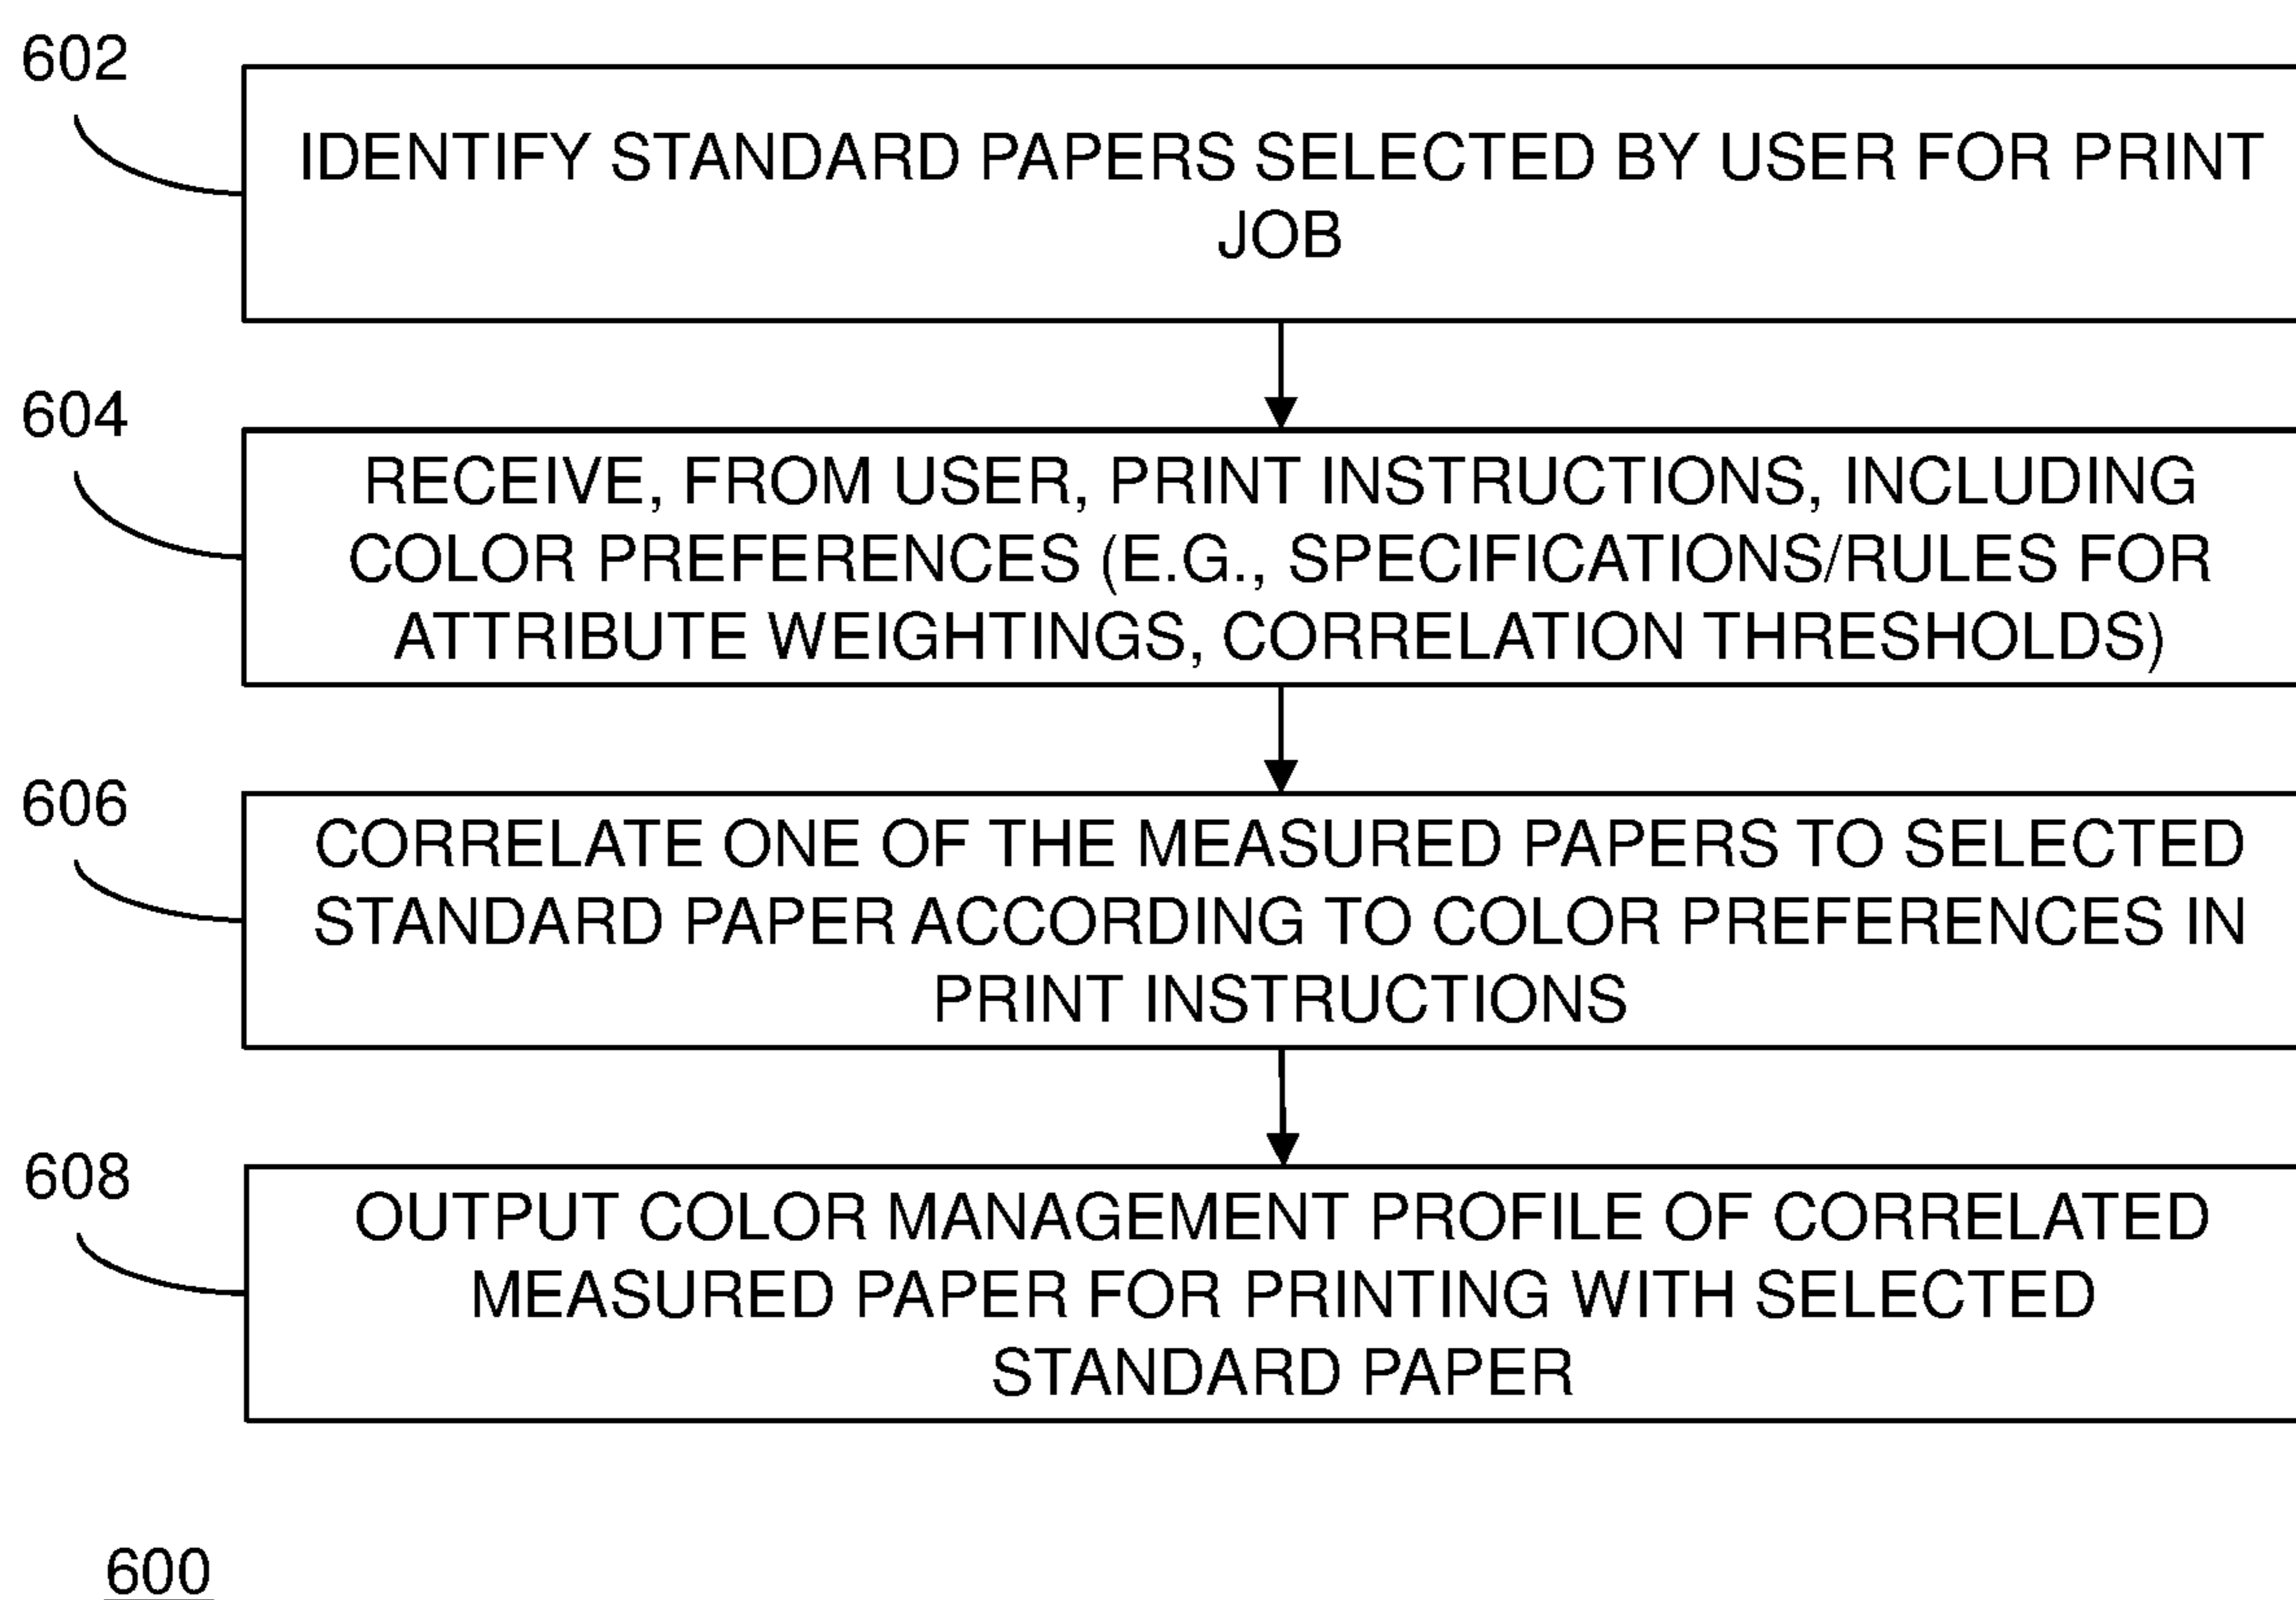 602
IDENTIFY STANDARD PAPERS SELECTED BY USER FOR PRINT
JOB
604
RECEIVE, FROM USER, PRINT INSTRUCTIONS, INCLUDING
COLOR PREFERENCES (E.G., SPECIFICATIONS/RULES FOR
ATTRIBUTE WEIGHTINGS, CORRELATION THRESHOLDS)
606
CORRELATE ONE OF THE MEASURED PAPERS TO SELECTED
STANDARD PAPER ACCORDING TO COLOR PREFERENCES IN
PRINT INSTRUCTIONS
608
OUTPUT COLOR MANAGEMENT PROFILE OF CORRELATED
MEASURED PAPER FOR PRINTING WITH SELECTED
STANDARD PAPER
600